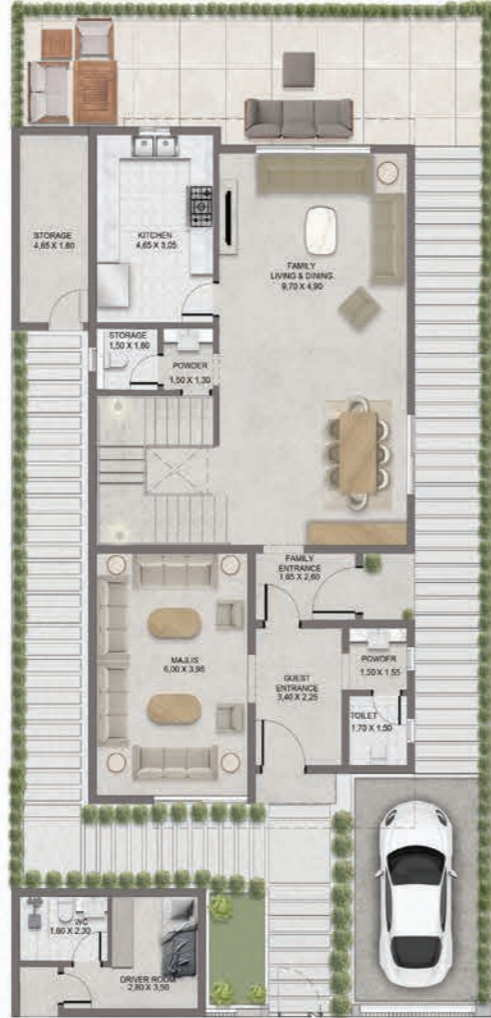 STORAGE
4,65 X 1,80
KITCHEN
4,65 X 3,05
FAMILY
LIVING & DINING
9,70 X 4,90
STORAGE
1,50 X 1,60
POWDER
1,50 X 1,30
FAMILY
ENTRANCE
1,65 X 2,60
MAJLIS
6,00 X 3,95
GUEST
ENTRANCE
3,40 X 2,25
POWDER
1,30 X 1,55
TOILET
1,70 X 1,50
WC
1,60 X 2,30
DRIVER ROOM
2,80 X 3,50